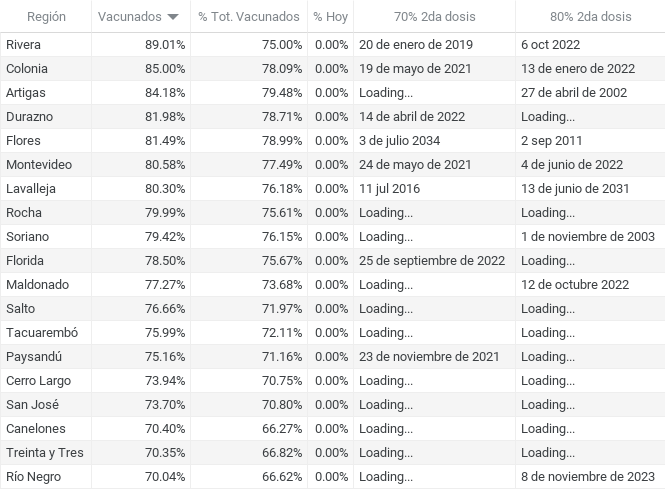 Región Vacunados % Tot. Vacunados % Hoy 70% 2da dosis 80% 2da dosis
Rivera 89.01% 75.00% 0.00% 20 de enero de 2019 6 oct 2022
Colonia 85.00% 78.09% 0.00% 19 de mayo de 2021 13 de enero de 2022
Artigas 84.18% 79.48% 0.00% Loading... 27 de abril de 2002
Durazno 81.98% 78.71% 0.00% 14 de abril de 2022 Loading...
Flores 81.49% 78.99% 0.00% 3 de julio 2034 2 sep 2011
Montevideo 80.58% 77.49% 0.00% 24 de mayo de 2021 4 de junio de 2022
Lavalleja 80.30% 76.18% 0.00% 11 jul 2016 13 de junio de 2031
Rocha 79.99% 75.61% 0.00% Loading... Loading...
Soriano 79.42% 76.15% 0.00% Loading... 1 de noviembre de 2003
Florida 78.50% 75.67% 0.00% 25 de septiembre de 2022 Loading...
Maldonado 77.27% 73.68% 0.00% Loading... 12 de octubre 2022
Salto 76.66% 71.97% 0.00% Loading... Loading...
Tacuarembó 75.99% 72.11% 0.00% Loading... Loading...
Paysandú 75.16% 71.16% 0.00% 23 de noviembre de 2021 Loading...
Cerro Largo 73.94% 70.75% 0.00% Loading... Loading...
San José 73.70% 70.80% 0.00% Loading... Loading...
Canelones 70.40% 66.27% 0.00% Loading... Loading...
Treinta y Tres 70.35% 66.82% 0.00% Loading... Loading...
Río Negro 70.04% 66.62% 0.00% Loading... 8 de noviembre de 2023